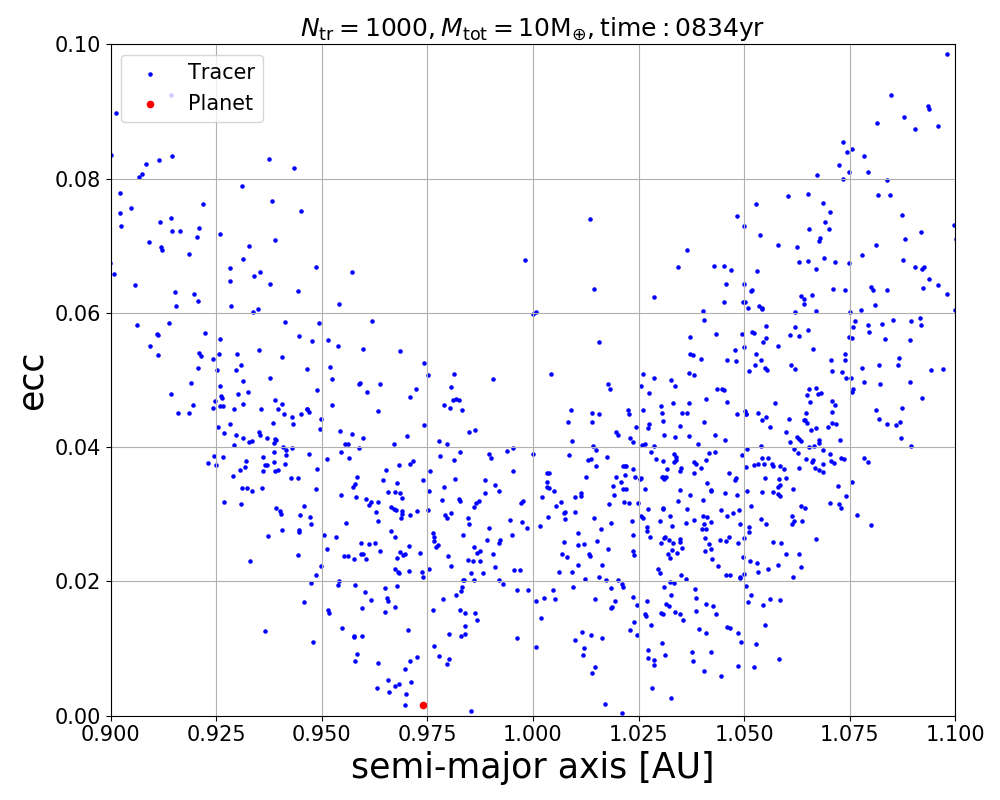 N_tr = 1000, M_tot = 10M_⊕, time : 0834yr
Tracer
Planet
ecc
0.10
0.08
0.06
0.04
0.02
0.00
0.900 0.925 0.950 0.975 1.000 1.025 1.050 1.075 1.100
semi-major axis [AU]